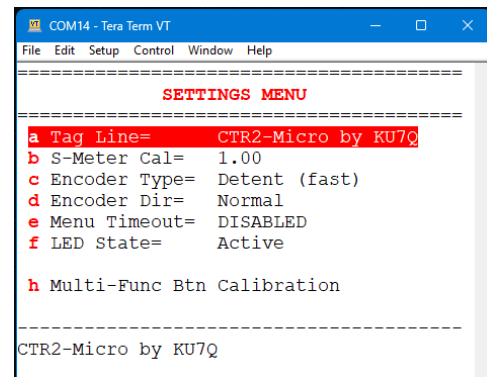 COM14 - Tera Term VT
File Edit Setup Control Window Help
==========================================
SETTINGS MENU
==========================================
a Tag Line= CTR2-Micro by KU7Q
b S-Meter Cal= 1.00
c Encoder Type= Detent (fast)
d Encoder Dir= Normal
e Menu Timeout= DISABLED
f LED State= Active
h Multi-Func Btn Calibration
------------------------------------------
CTR2-Micro by KU7Q